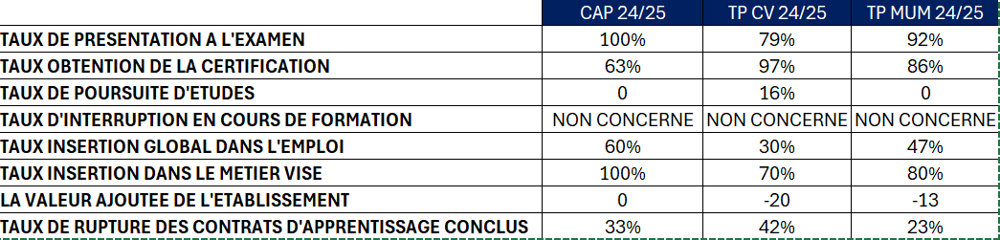 CAP 24/25 TP CV 24/25 TP MUM 24/25
TAUX DE PRESENTATION A L'EXAMEN 100% 79% 92%
TAUX OBTENTION DE LA CERTIFICATION 63% 97% 86%
TAUX DE POURSUITE D'ETUDES 0 16% 0
TAUX D'INTERRUPTION EN COURS DE FORMATION NON CONCERNE NON CONCERNE NON CONCERNE
TAUX INSERTION GLOBAL DANS L'EMPLOI 60% 30% 47%
TAUX INSERTION DANS LE METIER VISE 100% 70% 80%
LA VALEUR AJOUTEE DE L'ETABLISSEMENT 0 -20 -13
TAUX DE RUPTURE DES CONTRATS D'APPRENTISSAGE CONCLUS 33% 42% 23%